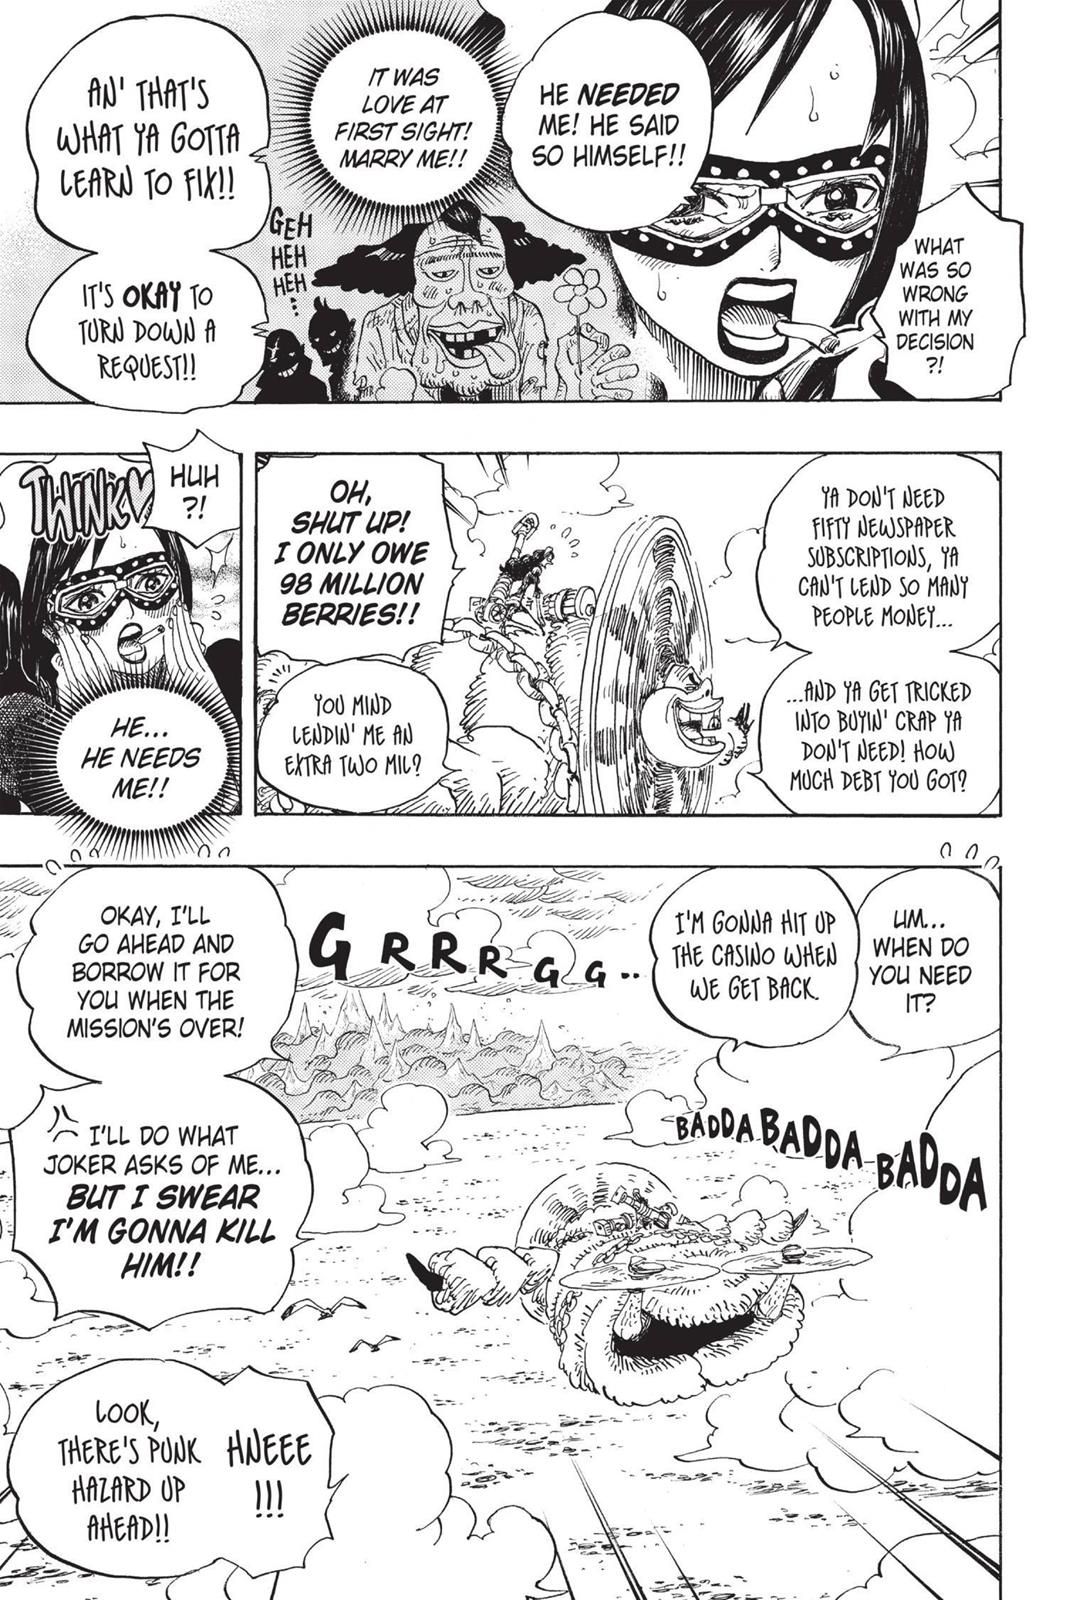 HE NEEDED
ME! HE SAID
SO HIMSELF!!
WHAT
WAS SO
WRONG
WITH MY
DECISION
?!
IT WAS
LOVE AT
FIRST SIGHT!
MARRY ME!!
GEH
HEH
HEH...
AN' THAT'S
WHAT YA GOTTA
LEARN TO FIX!!
IT'S OKAY TO
TURN DOWN A
REQUEST!!
YA DON'T NEED
FIFTY NEWSPAPER
SUBSCRIPTIONS, YA
CAN'T LEND SO MANY
PEOPLE MONEY...
...AND YA GET TRICKED
INTO BUYIN' CRAP YA
DON'T NEED! HOW
MUCH DEBT YOU GOT?
OH,
SHUT UP!
I ONLY OWE
98 MILLION
BERRIES!!
YOU MIND
LENDIN' ME AN
EXTRA TWO MIL?
HUH
?!
TWINK♥
HE...
HE NEEDS
ME!!
UM...
WHEN DO
YOU NEED
IT?
I'M GONNA HIT UP
THE CASINO WHEN
WE GET BACK.
GRRRGG..
OKAY, I'LL
GO AHEAD AND
BORROW IT FOR
YOU WHEN THE
MISSION'S OVER!
BADDA BADDA BADDA
I'LL DO WHAT
JOKER ASKS OF ME...
BUT I SWEAR
I'M GONNA KILL
HIM!!
HNEEE
!!!
LOOK,
THERE'S PUNK
HAZARD UP
AHEAD!!